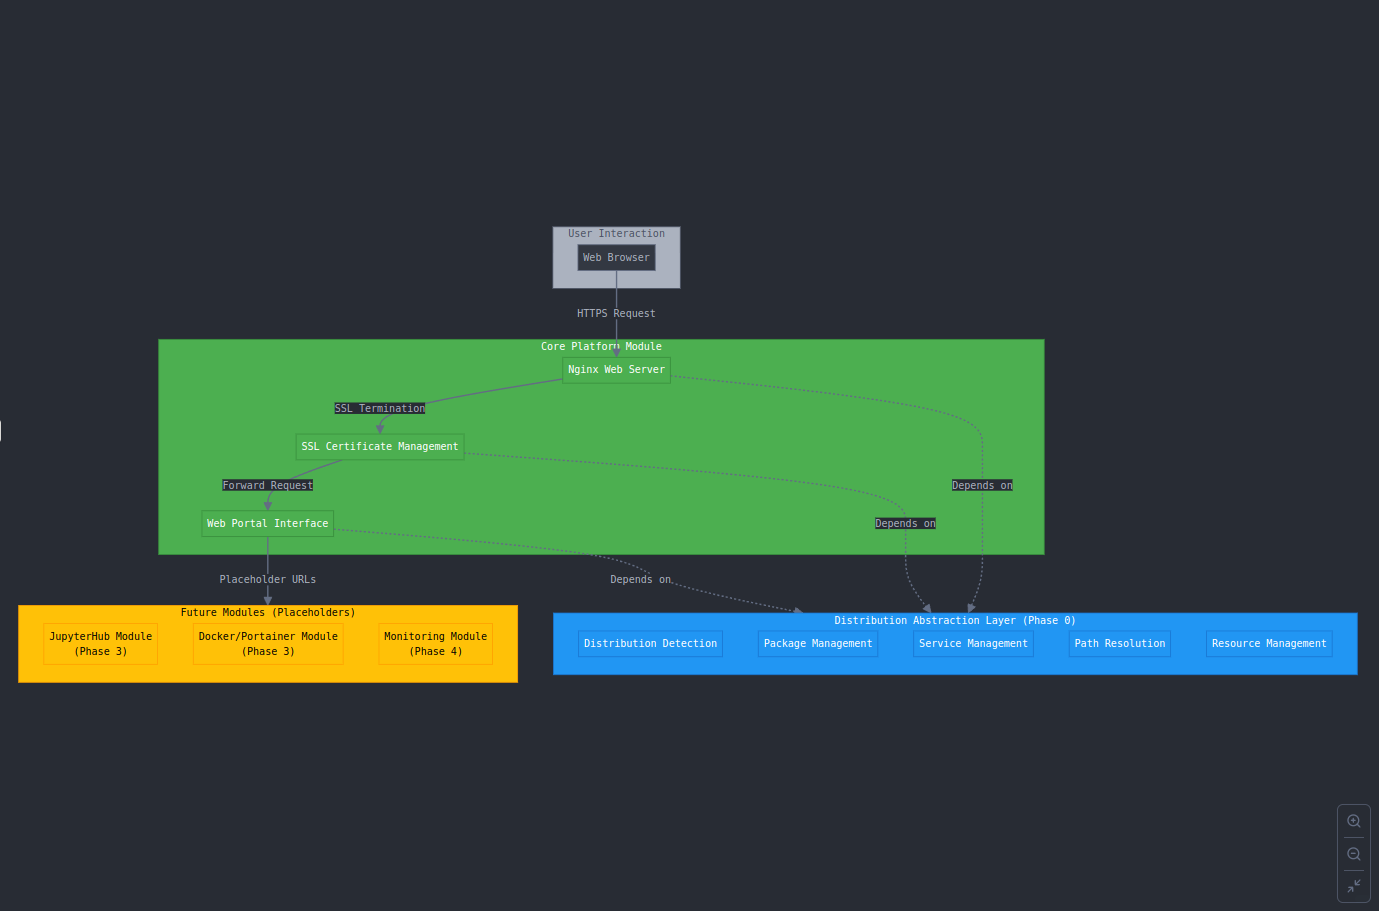 User Interaction
Web Browser
HTTPS Request
Core Platform Module
Nginx Web Server
SSL Termination
SSL Certificate Management
Forward Request
Depends on
Web Portal Interface
Depends on
Placeholder URLs
Depends on
Future Modules (Placeholders)
JupyterHub Module
(Phase 3)
Docker/Portainer Module
(Phase 3)
Monitoring Module
(Phase 4)
Distribution Abstraction Layer (Phase 0)
Distribution Detection
Package Management
Service Management
Path Resolution
Resource Management